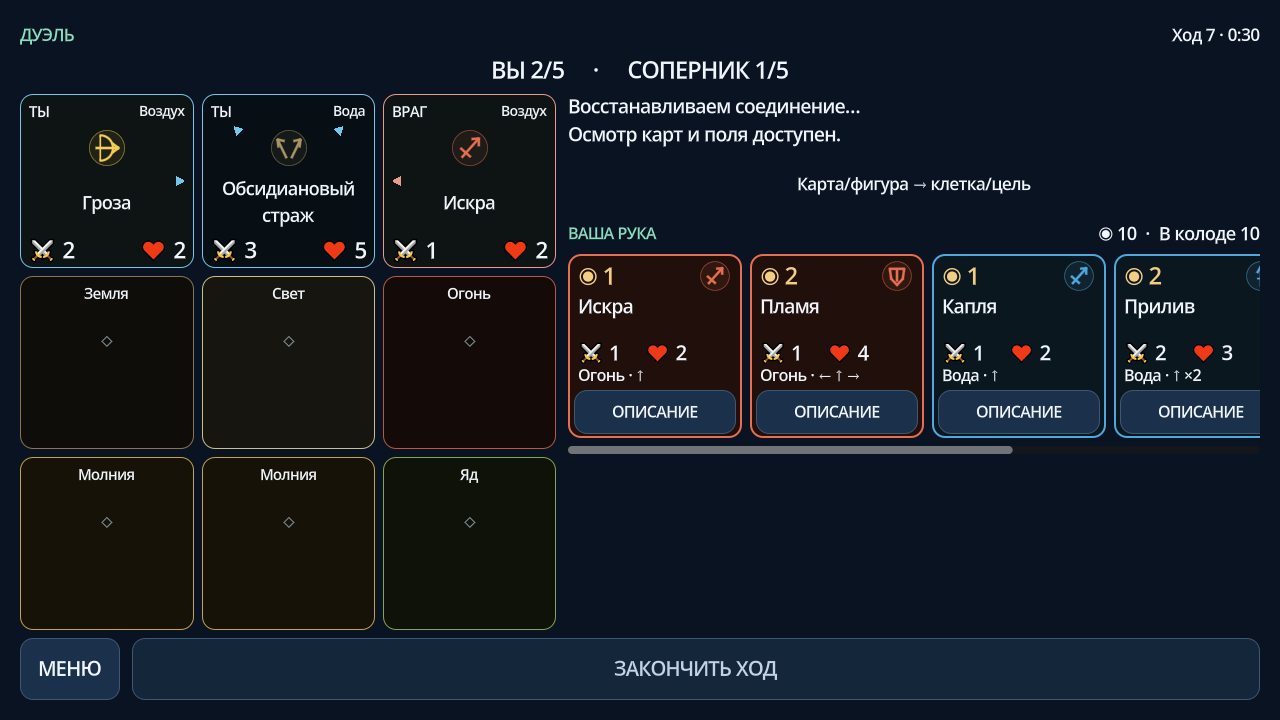 ДУЭЛЬ
Ход 7 · 0:30
ВЫ 2/5 · СОПЕРНИК 1/5
ТЫ Воздух
Гроза
2 2
ТЫ Вода
Обсидиановый
страж
3 5
ВРАГ Воздух
Искра
1 2
Земля
Свет
Огонь
Молния
Молния
Яд
Восстанавливаем соединение...
Осмотр карт и поля доступен.
Карта/фигура → клетка/цель
ВАША РУКА
◉ 10 · В колоде 10
◉ 1
Искра
1 2
Огонь · ↑
ОПИСАНИЕ
◉ 2
Пламя
1 4
Огонь · ← ↑ →
ОПИСАНИЕ
◉ 1
Капля
1 2
Вода · ↑
ОПИСАНИЕ
◉ 2
Прилив
2 3
Вода · ↑ ×2
ОПИСАНИЕ
МЕНЮ
ЗАКОНЧИТЬ ХОД